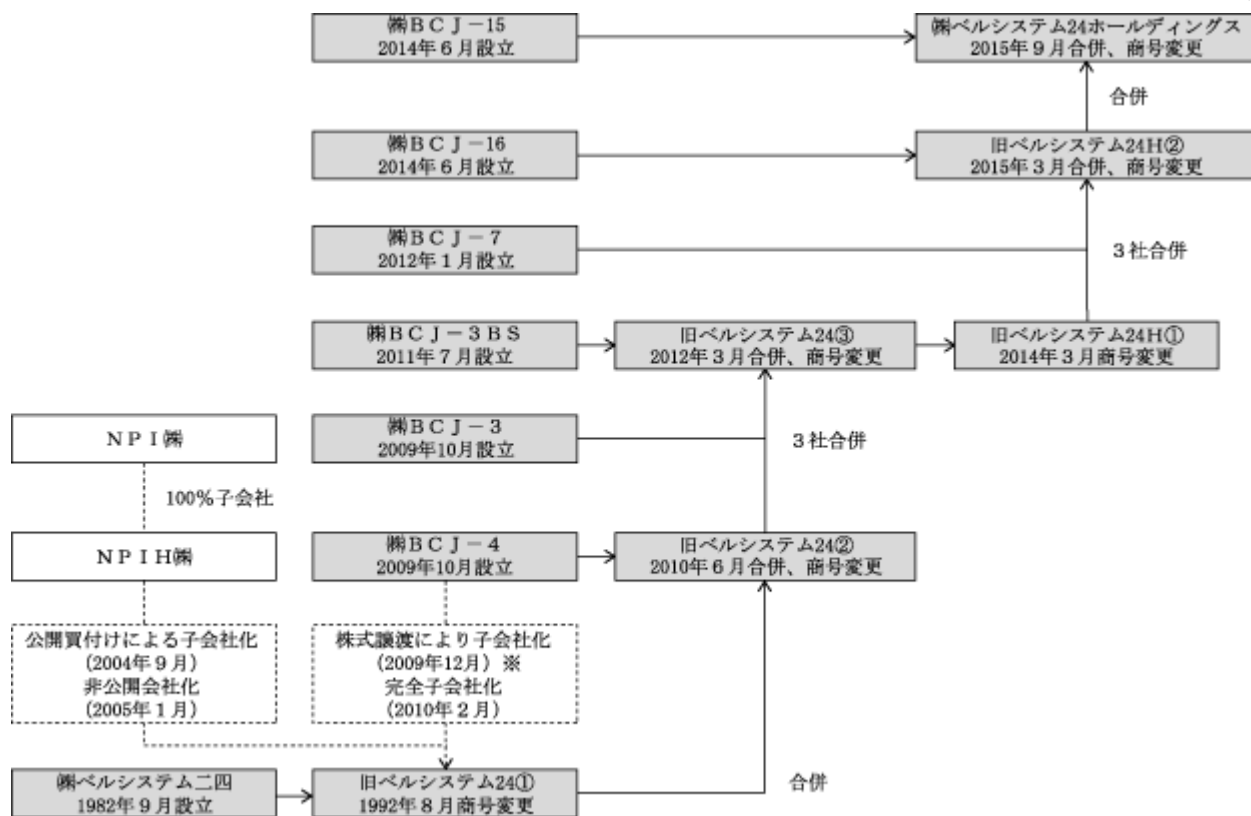 ㈱ＢＣＪ－15
2014年６月設立
㈱ベルシステム24ホールディングス
2015年９月合併、商号変更
合併
㈱ＢＣＪ－16
2014年６月設立
旧ベルシステム24Ｈ②
2015年３月合併、商号変更
㈱ＢＣＪ－７
2012年１月設立
３社合併
㈱ＢＣＪ－３ＢＳ
2011年７月設立
旧ベルシステム24③
2012年３月合併、商号変更
旧ベルシステム24Ｈ①
2014年３月商号変更
ＮＰＩ㈱
㈱ＢＣＪ－３
2009年10月設立
３社合併
100％子会社
ＮＰＩＨ㈱
㈱ＢＣＪ－４
2009年10月設立
旧ベルシステム24②
2010年６月合併、商号変更
公開買付けによる子会社化
（2004年９月）
非公開会社化
（2005年１月）
株式譲渡により子会社化
（2009年12月）※
完全子会社化
（2010年２月）
㈱ベルシステム二四
1982年９月設立
旧ベルシステム24①
1992年８月商号変更
合併